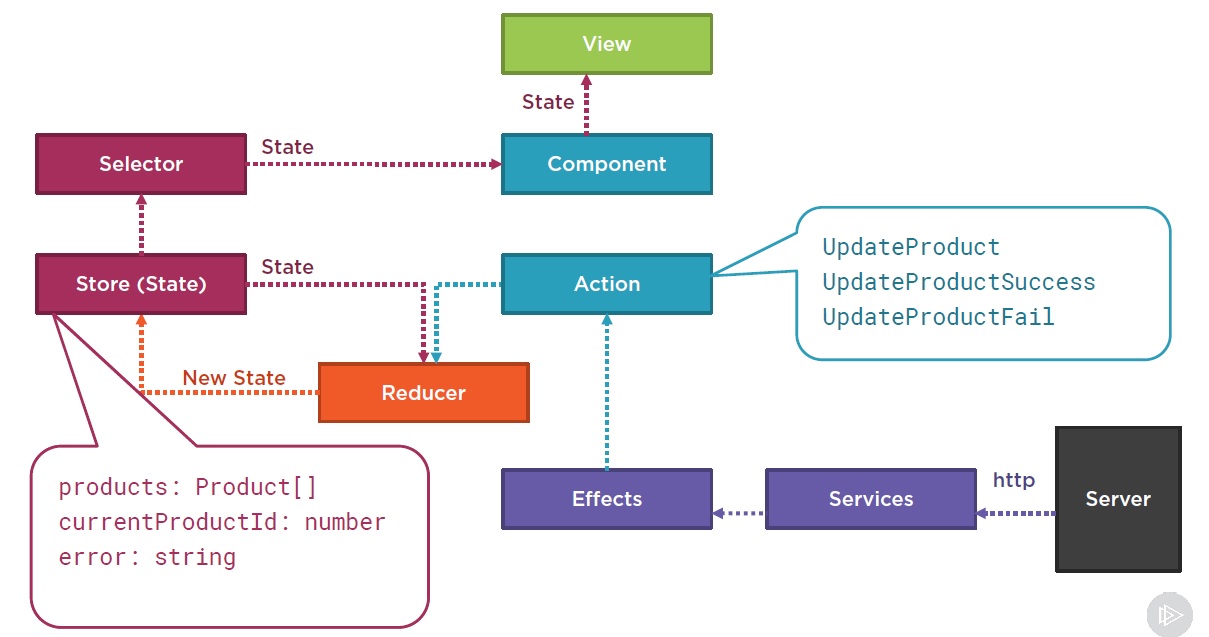 View
State
Selector
State
Component
Store (State)
State
Action
UpdateProduct
UpdateProductSuccess
UpdateProductFail
New State
Reducer
products: Product[]
currentProductId: number
error: string
Effects
Services
http
Server